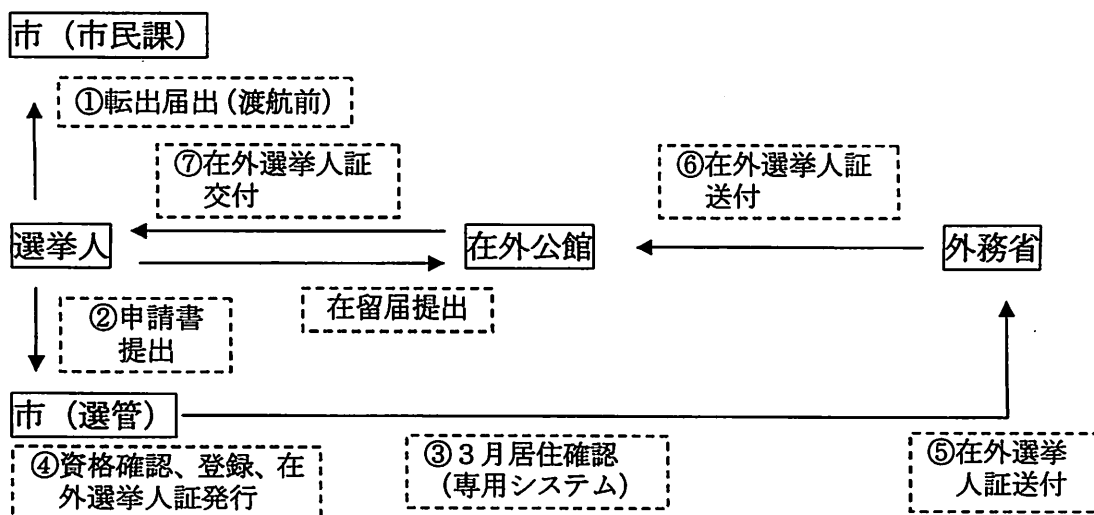 市（市民課）
①転出届出（渡航前）
⑦在外選挙人証
交付
⑥在外選挙人証
送付
選挙人
在外公館
外務省
②申請書
提出
在留届提出
市（選管）
④資格確認、登録、在
外選挙人証発行
③３月居住確認
（専用システム）
⑤在外選挙
人証送付